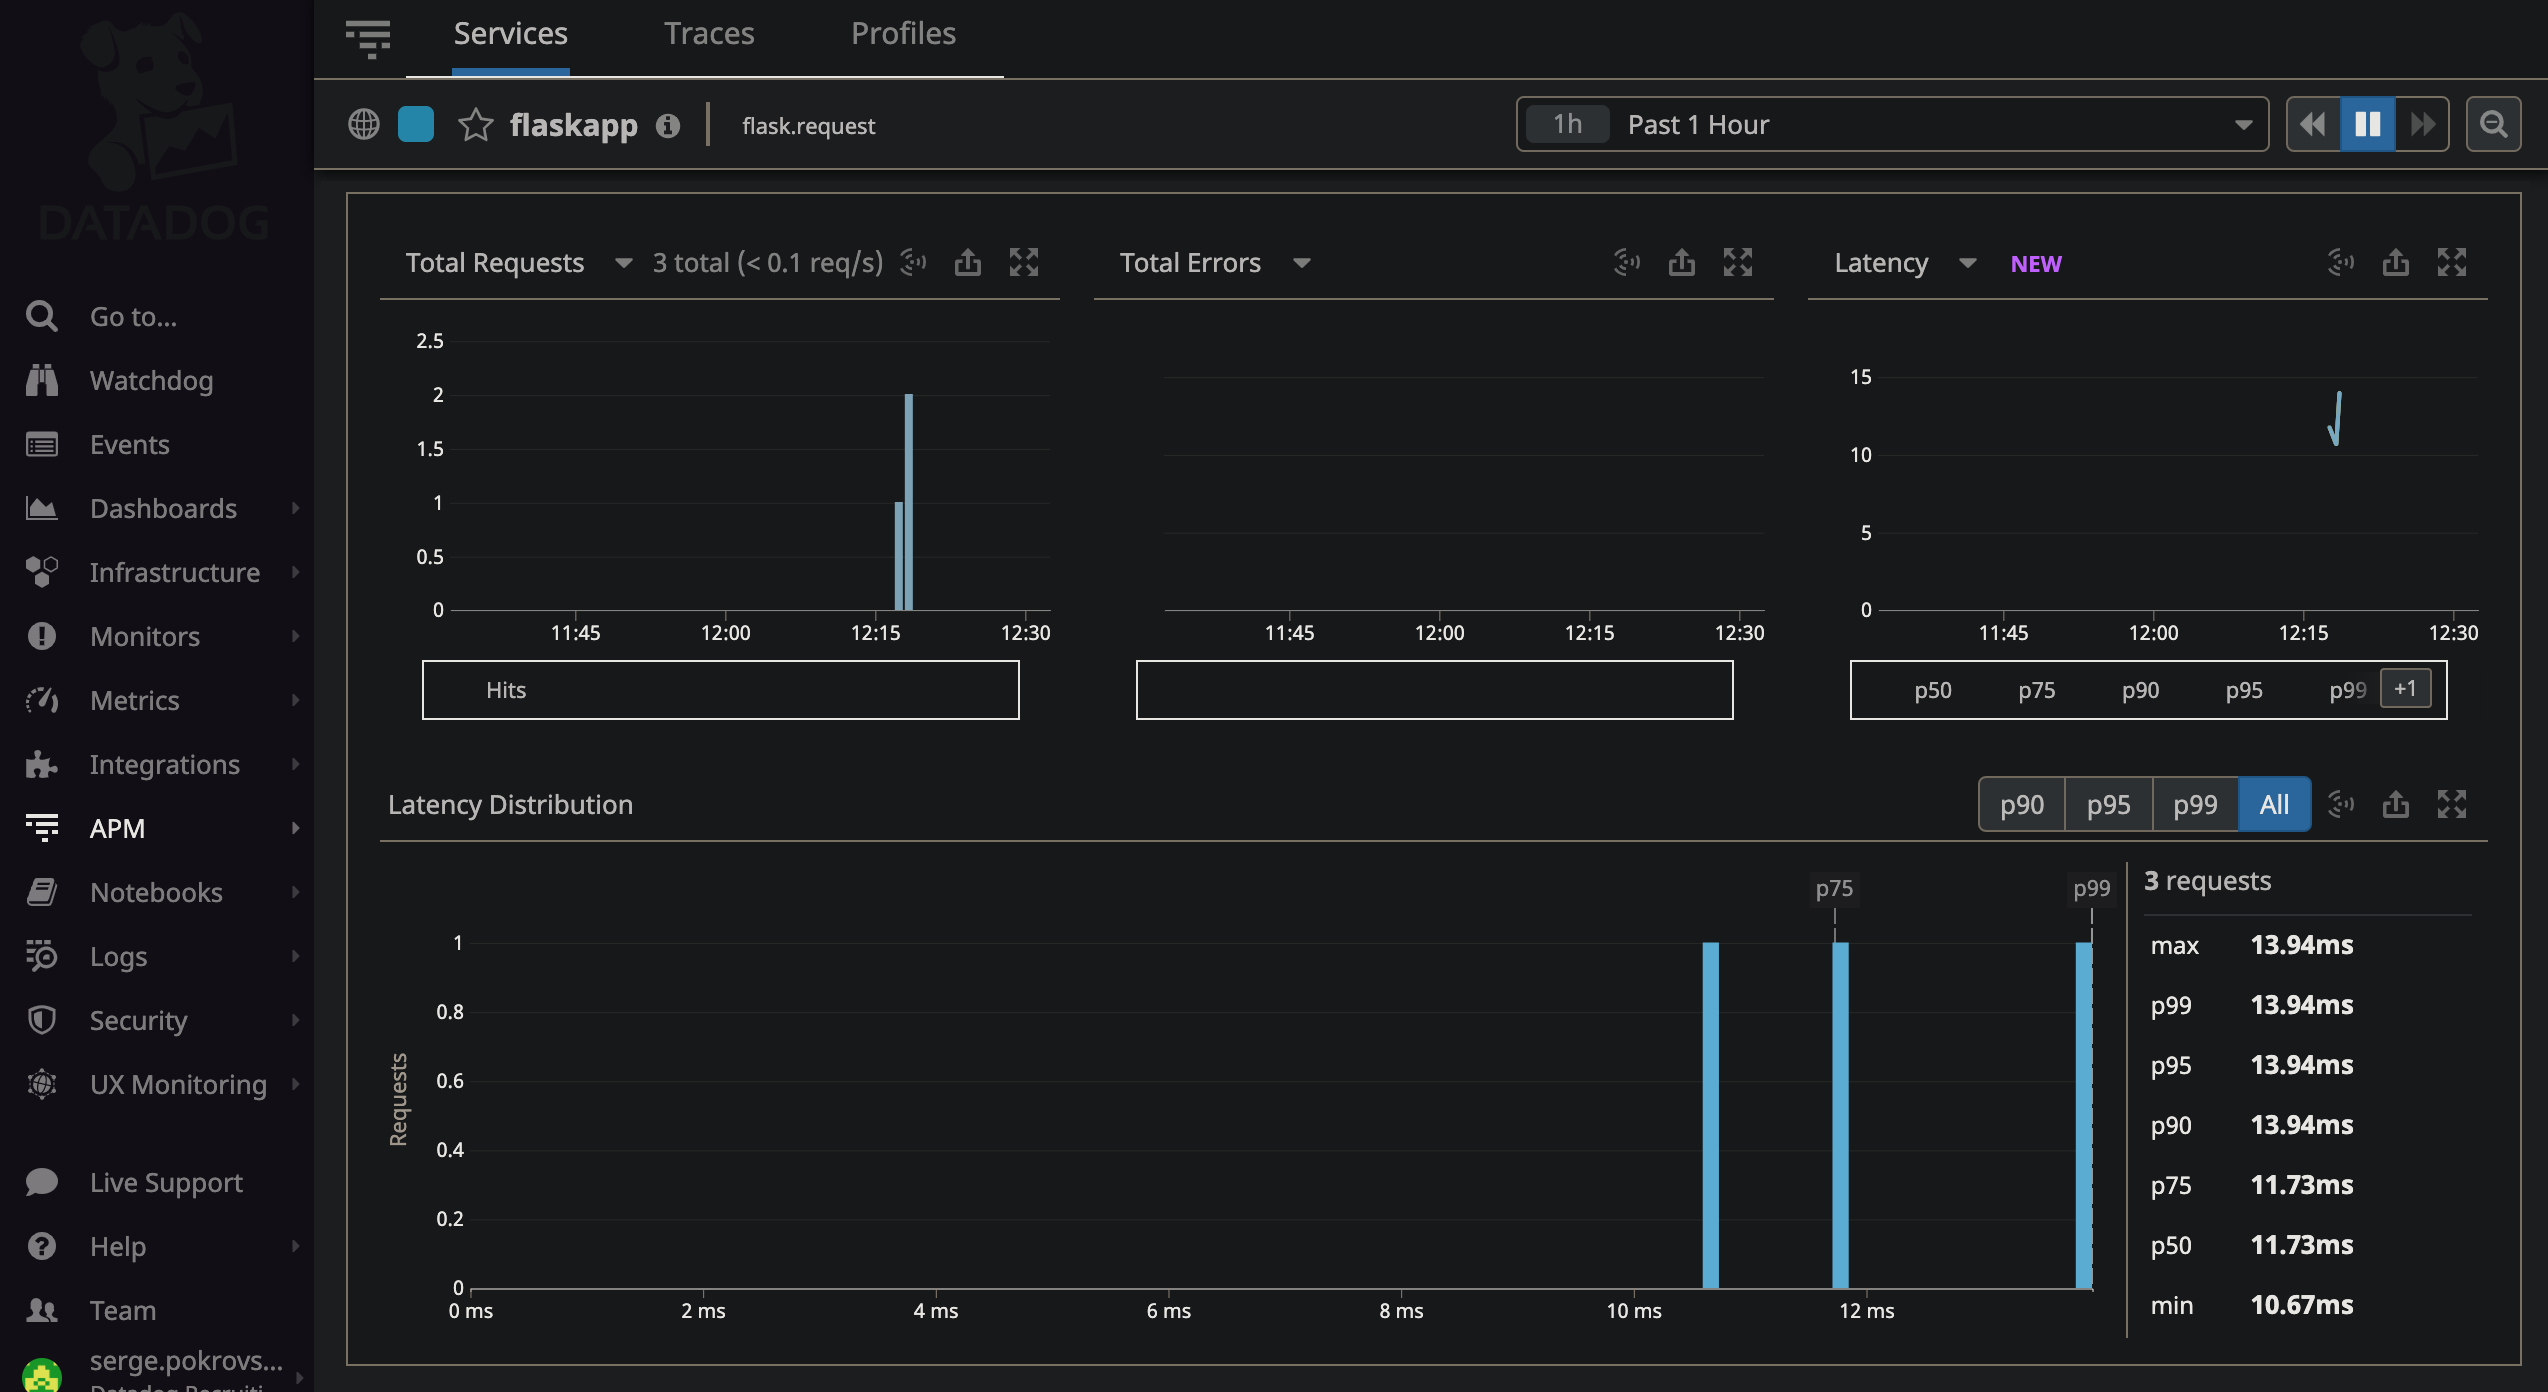 DATADOG
Go to...
Watchdog
Events
Dashboards
Infrastructure
Monitors
Metrics
Integrations
APM
Notebooks
Logs
Security
UX Monitoring
Live Support
Help
Team
serge.pokrovs...
Services Traces Profiles
flaskapp flask.request
1h Past 1 Hour
Total Requests 3 total (< 0.1 req/s)
2.5
2
1.5
1
0.5
0
11:45 12:00 12:15 12:30
Hits
Total Errors
11:45 12:00 12:15 12:30
Latency NEW
15
10
5
0
11:45 12:00 12:15 12:30
p50 p75 p90 p95 p99 +1
Latency Distribution
p90 p95 p99 All
p75 p99
1
0.8
0.6
0.4
0.2
0
Requests
0 ms 2 ms 4 ms 6 ms 8 ms 10 ms 12 ms
3 requests
max 13.94ms
p99 13.94ms
p95 13.94ms
p90 13.94ms
p75 11.73ms
p50 11.73ms
min 10.67ms